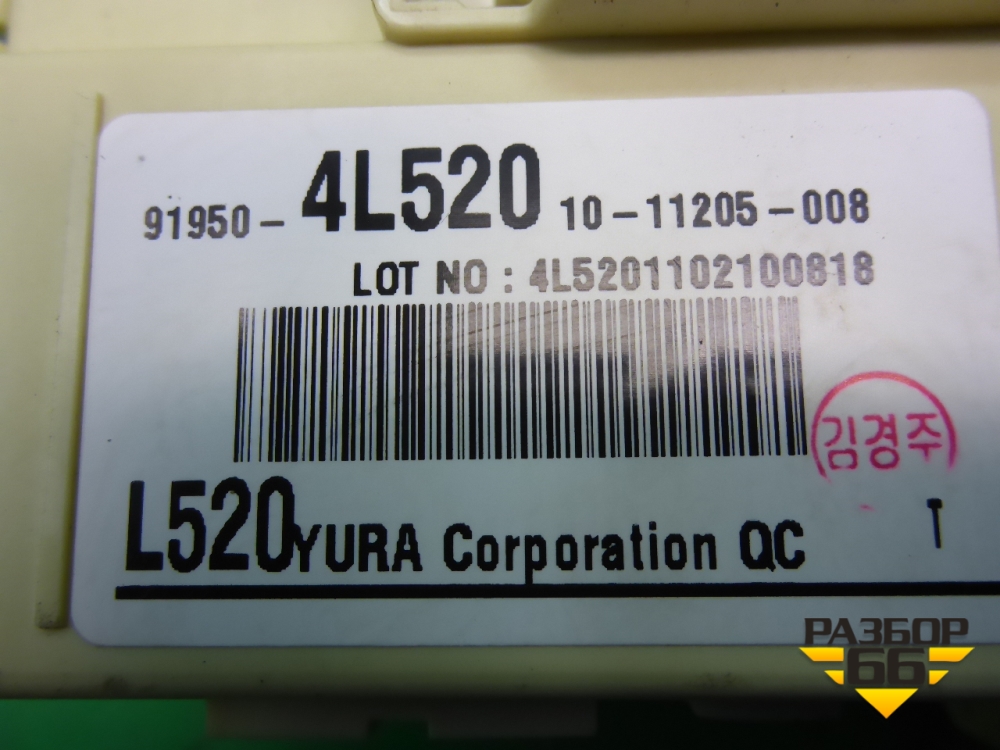 91950- 4L520 10-11205-008
LOT NO : 4L5201102100818
김경주
L520 YURA Corporation QC T
РАЗБОР
66